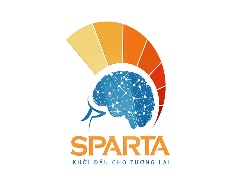 SPARTA
KHỞI ĐẦU CHO TƯƠNG LAI